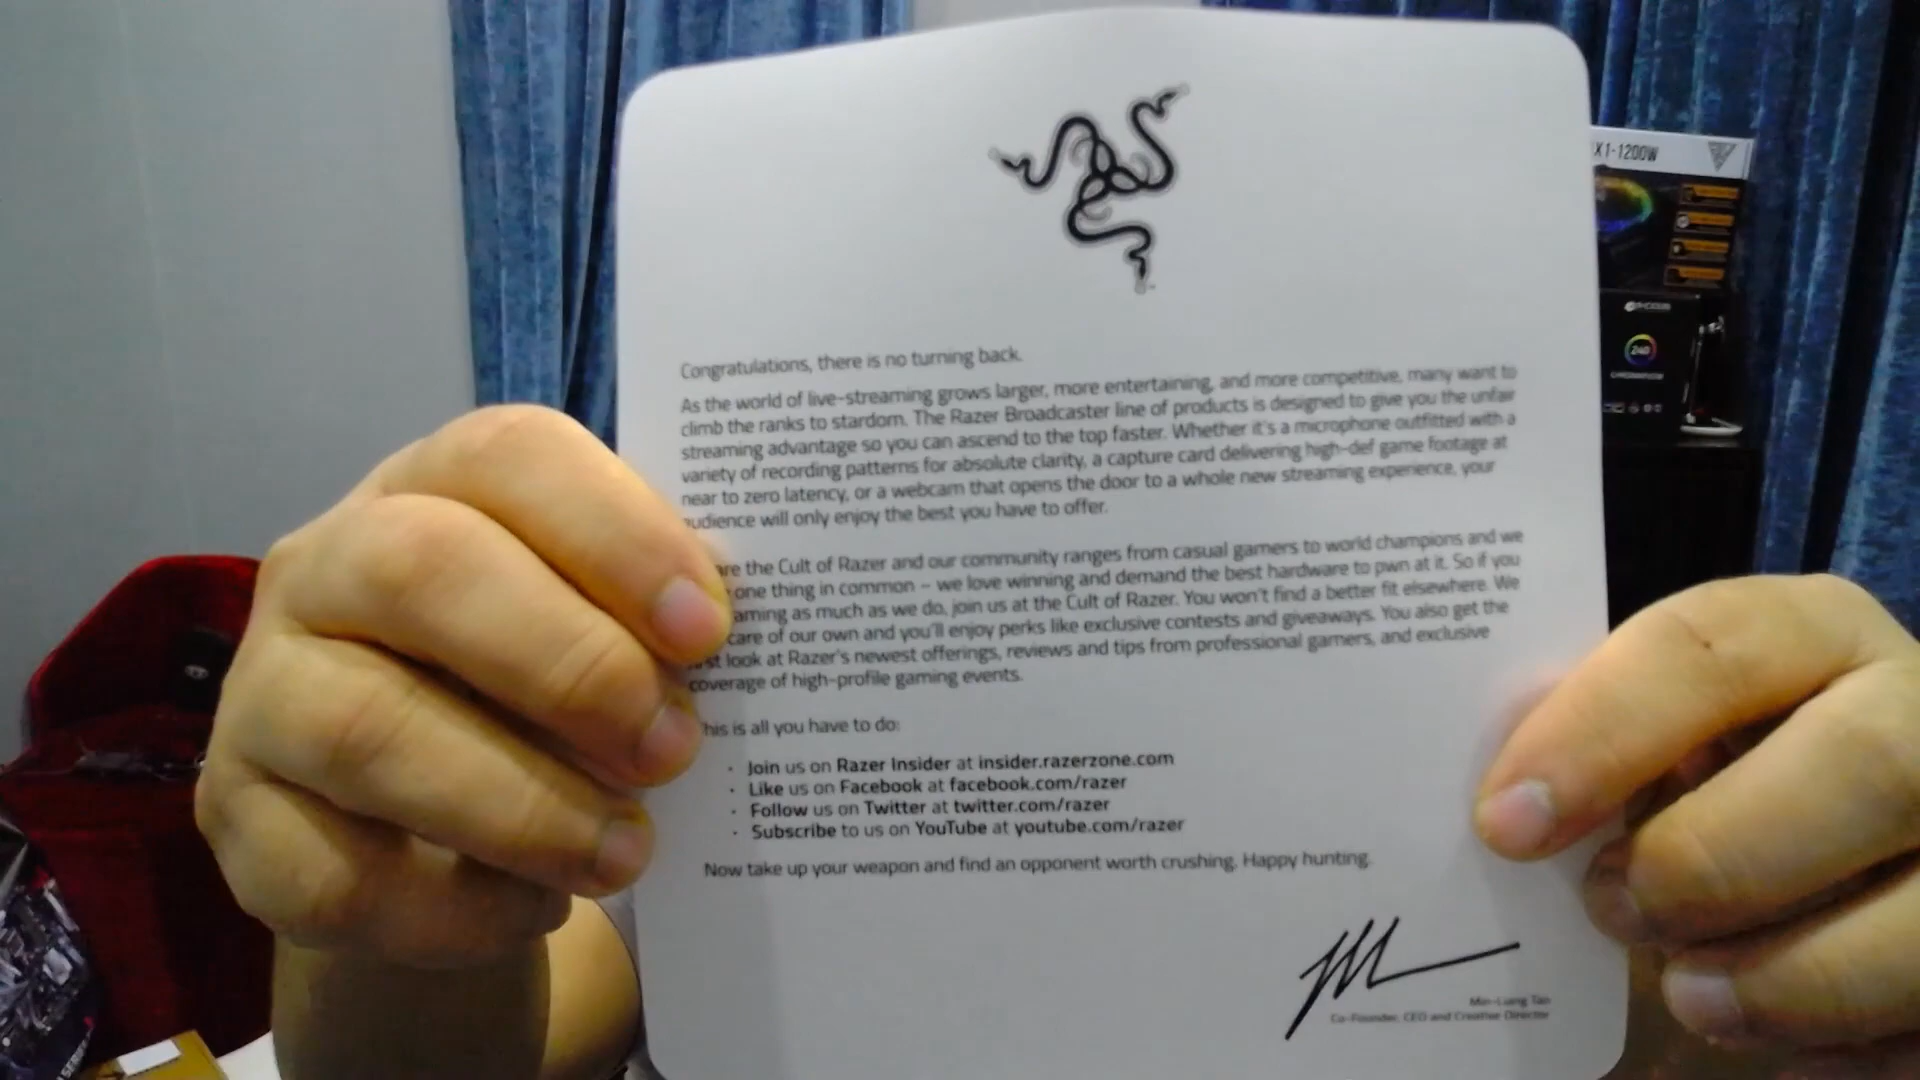 Congratulations, there is no turning back.
As the world of live-streaming grows larger, more entertaining, and more competitive, many want to
climb the ranks to stardom. The Razer Broadcaster line of products is designed to give you the unfair
streaming advantage so you can ascend to the top faster. Whether it's a microphone outfitted with a
variety of recording patterns for absolute clarity, a capture card delivering high-def game footage at
near to zero latency, or a webcam that opens the door to a whole new streaming experience, your
audience will only enjoy the best you have to offer.
are the Cult of Razer and our community ranges from casual gamers to world champions and we
one thing in common – we love winning and demand the best hardware to pwn at it. So if you
aming as much as we do, join us at the Cult of Razer. You won't find a better fit elsewhere. We
care of our own and you'll enjoy perks like exclusive contests and giveaways. You also get the
first look at Razer's newest offerings, reviews and tips from professional gamers, and exclusive
coverage of high-profile gaming events.
This is all you have to do:
· Join us on Razer Insider at insider.razerzone.com
· Like us on Facebook at facebook.com/razer
· Follow us on Twitter at twitter.com/razer
· Subscribe to us on YouTube at youtube.com/razer
Now take up your weapon and find an opponent worth crushing. Happy hunting.
Min-Liang Tan
Co-Founder, CEO and Creative Director
X1-1200W
240